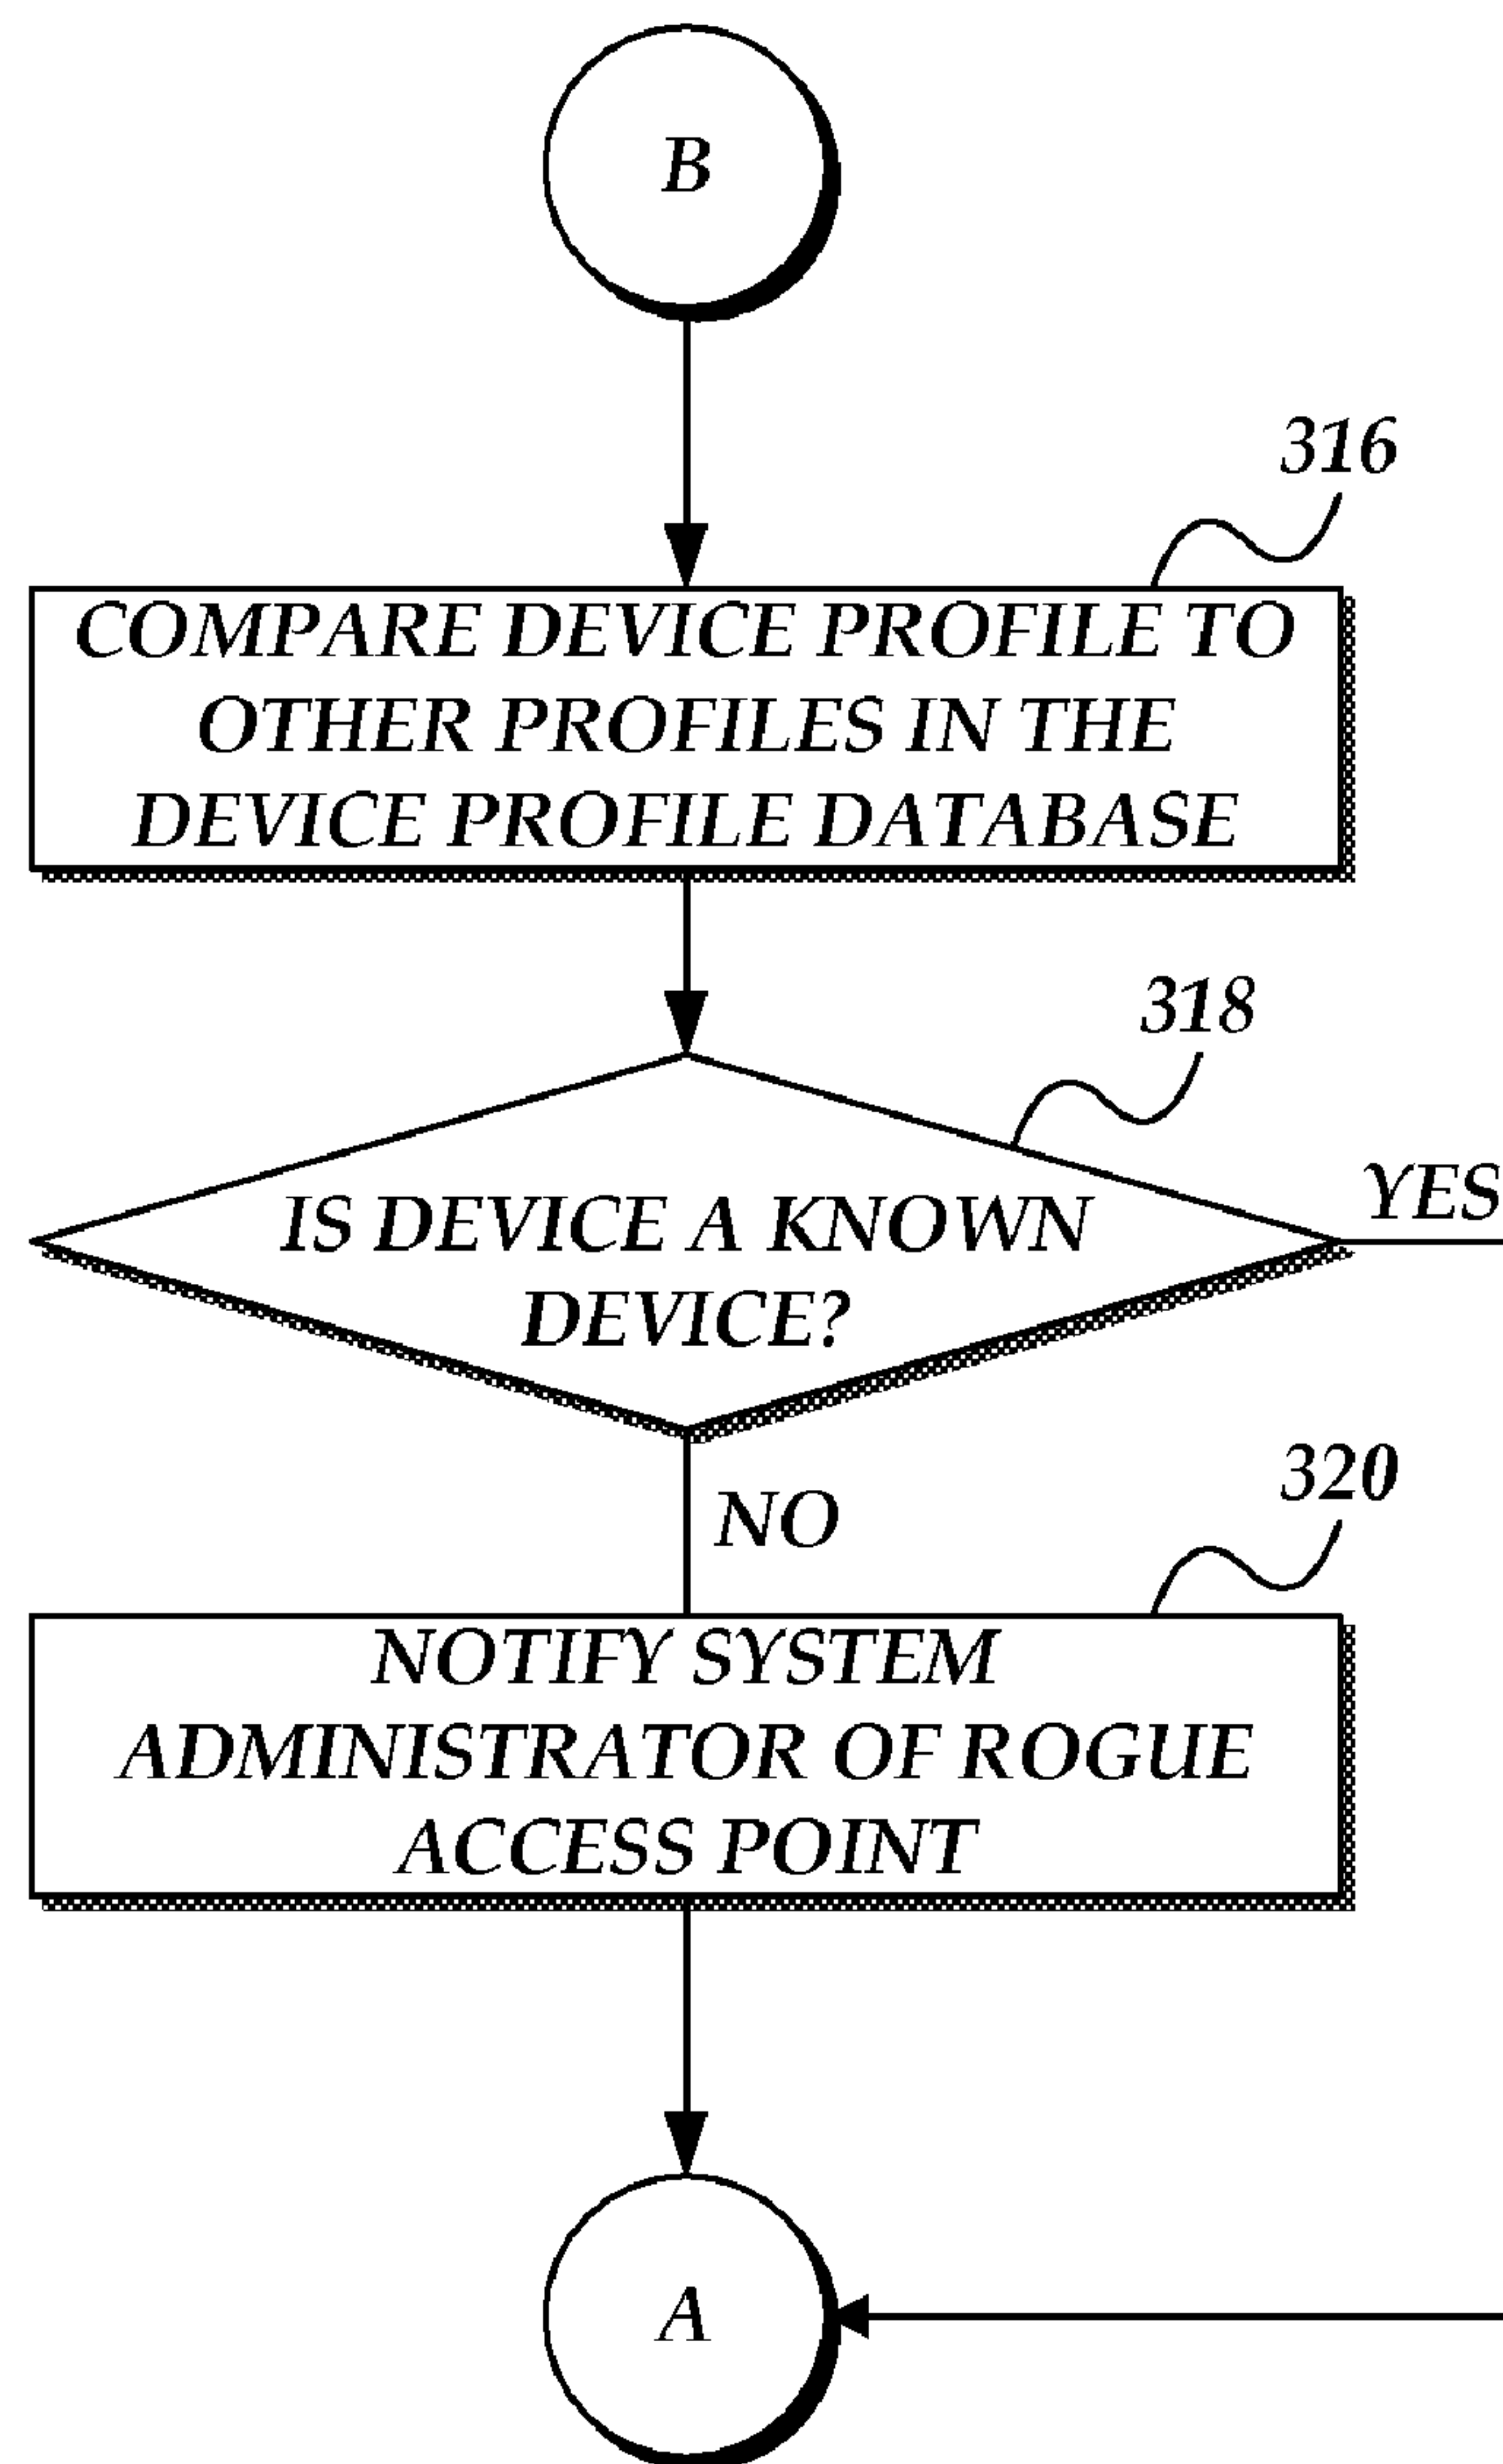 B
316
COMPARE DEVICE PROFILE TO
OTHER PROFILES IN THE
DEVICE PROFILE DATABASE
318
YES
IS DEVICE A KNOWN
DEVICE?
NO
320
NOTIFY SYSTEM
ADMINISTRATOR OF ROGUE
ACCESS POINT
A